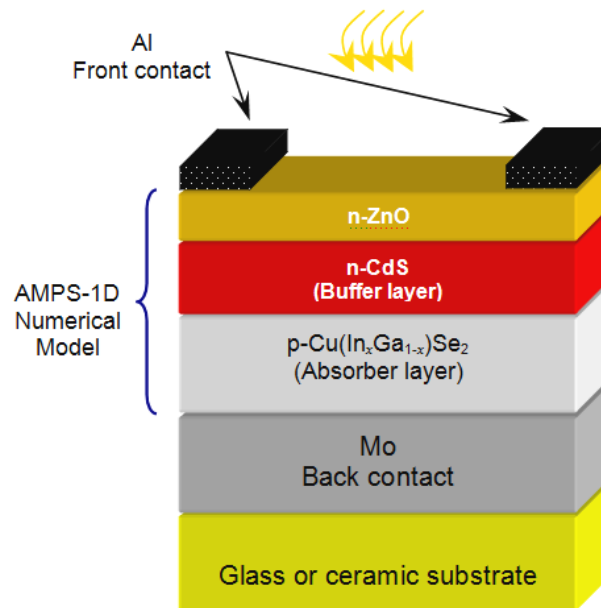 Al
Front contact
n-ZnO
n-CdS
(Buffer layer)
AMPS-1D
Numerical
Model
p-Cu(InₓGa₁₋ₓ)Se₂
(Absorber layer)
Mo
Back contact
Glass or ceramic substrate